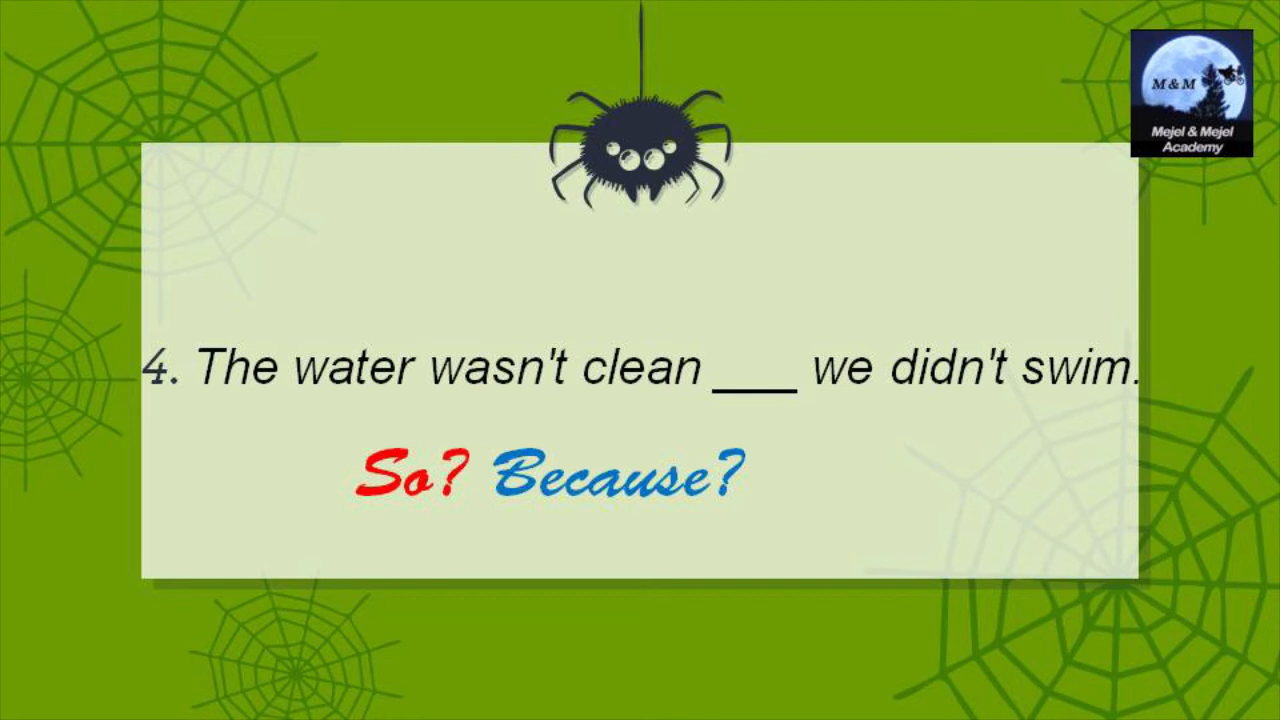 M & M
Mejel & Mejel
Academy
4. The water wasn't clean ___ we didn't swim.
So? Because?